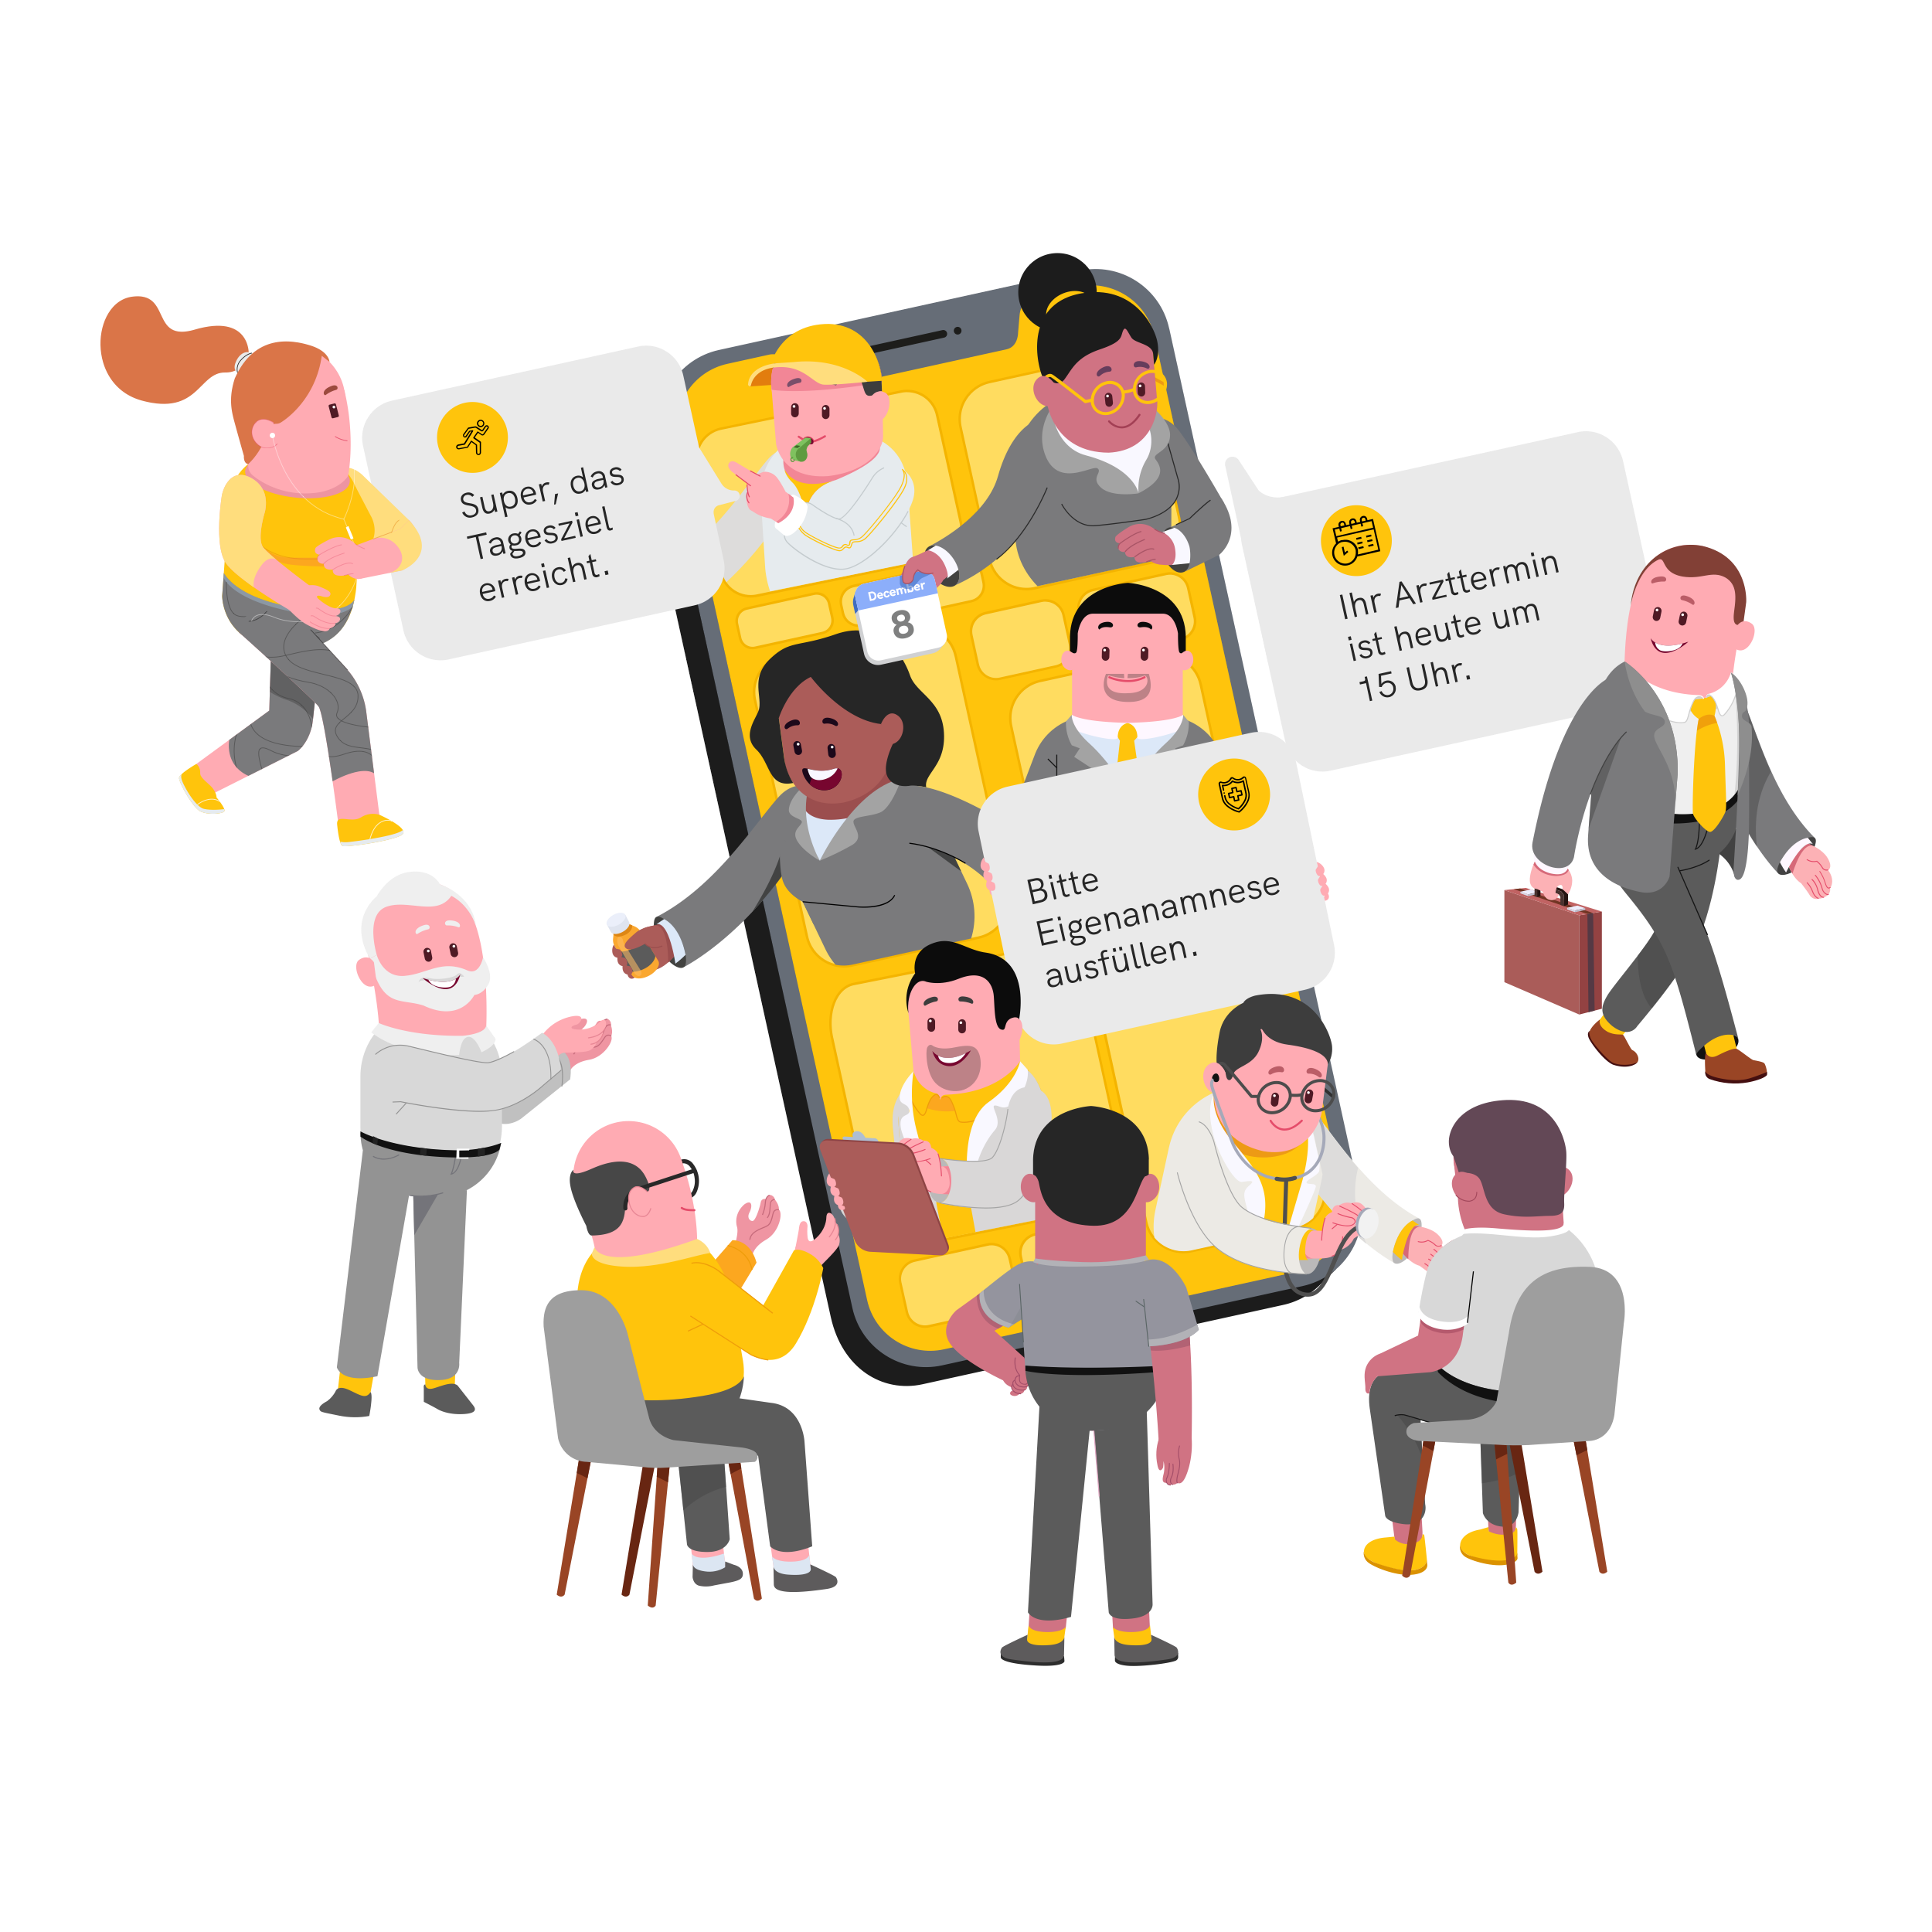 Super, das
Tagesziel
erreicht.
Ihr Arzttermin
ist heute um
15 Uhr.
December
8
Bitte
Eigenanamnese
ausfüllen.